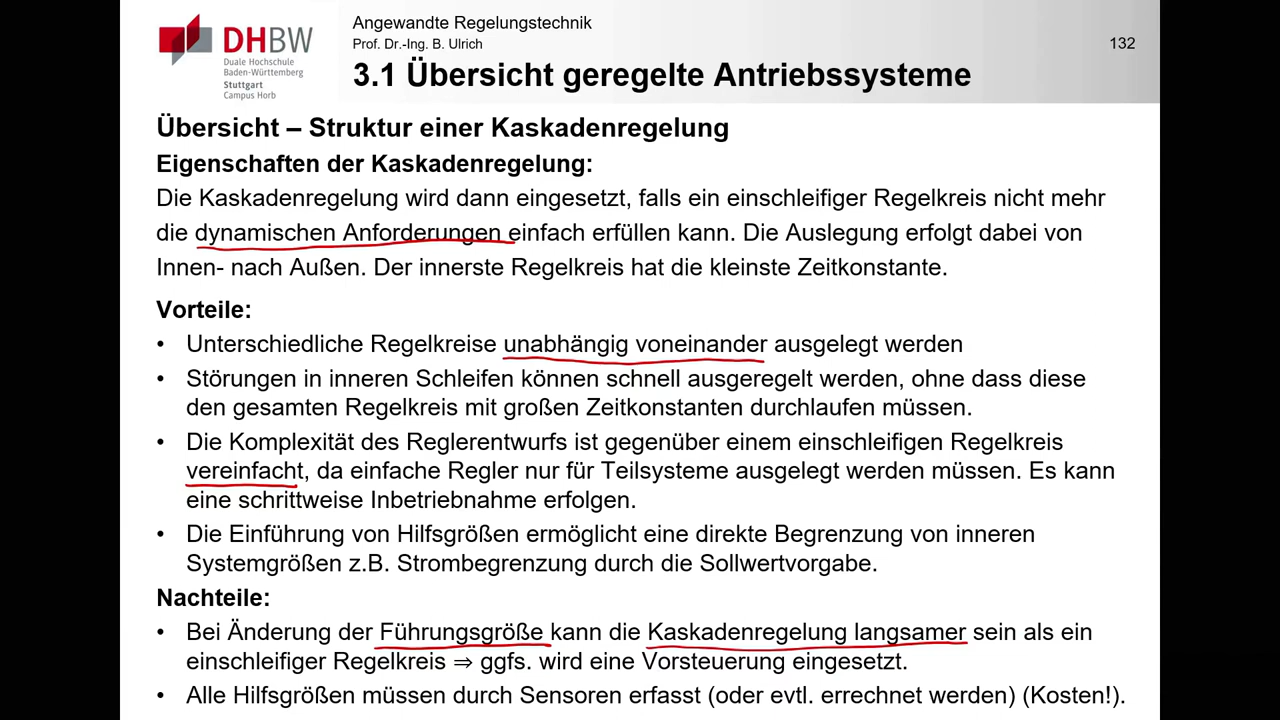 DHBW
Duale Hochschule
Baden-Württemberg
Stuttgart
Campus Horb
Angewandte Regelungstechnik
Prof. Dr.-Ing. B. Ulrich
132
3.1 Übersicht geregelte Antriebssysteme
Übersicht – Struktur einer Kaskadenregelung
Eigenschaften der Kaskadenregelung:
Die Kaskadenregelung wird dann eingesetzt, falls ein einschleifiger Regelkreis nicht mehr
die dynamischen Anforderungen einfach erfüllen kann. Die Auslegung erfolgt dabei von
Innen- nach Außen. Der innerste Regelkreis hat die kleinste Zeitkonstante.
Vorteile:
• Unterschiedliche Regelkreise unabhängig voneinander ausgelegt werden
• Störungen in inneren Schleifen können schnell ausgeregelt werden, ohne dass diese
den gesamten Regelkreis mit großen Zeitkonstanten durchlaufen müssen.
• Die Komplexität des Reglerentwurfs ist gegenüber einem einschleifigen Regelkreis
vereinfacht, da einfache Regler nur für Teilsysteme ausgelegt werden müssen. Es kann
eine schrittweise Inbetriebnahme erfolgen.
• Die Einführung von Hilfsgrößen ermöglicht eine direkte Begrenzung von inneren
Systemgrößen z.B. Strombegrenzung durch die Sollwertvorgabe.
Nachteile:
• Bei Änderung der Führungsgröße kann die Kaskadenregelung langsamer sein als ein
einschleifiger Regelkreis ⇒ ggfs. wird eine Vorsteuerung eingesetzt.
• Alle Hilfsgrößen müssen durch Sensoren erfasst (oder evtl. errechnet werden) (Kosten!).